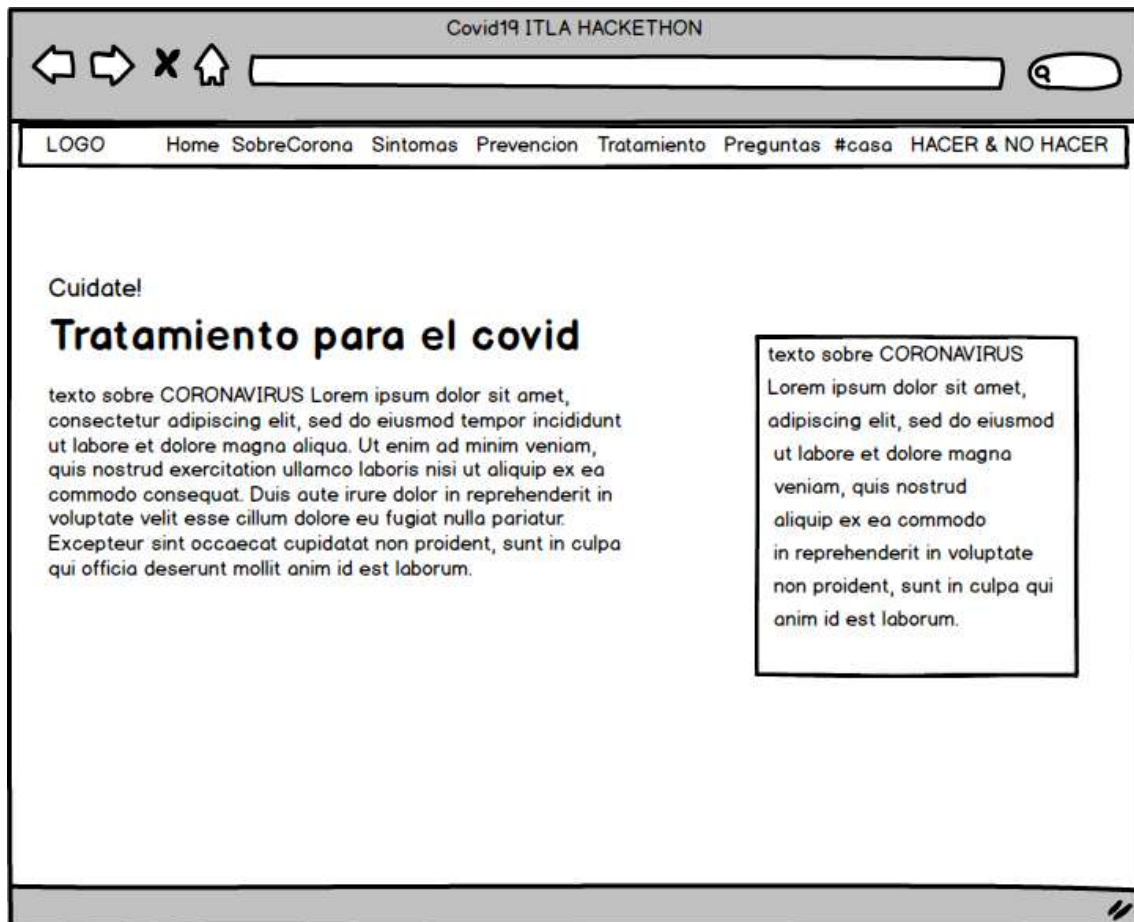 Covid19 ITLA HACKETHON
LOGO Home SobreCorona Sintomas Prevencion Tratamiento Preguntas #casa HACER & NO HACER
Cuidate!
Tratamiento para el covid
texto sobre CORONAVIRUS Lorem ipsum dolor sit amet,
consectetur adipiscing elit, sed do eiusmod tempor incididunt
ut labore et dolore magna aliqua. Ut enim ad minim veniam,
quis nostrud exercitation ullamco laboris nisi ut aliquip ex ea
commodo consequat. Duis aute irure dolor in reprehenderit in
voluptate velit esse cillum dolore eu fugiat nulla pariatur.
Excepteur sint occaecat cupidatat non proident, sunt in culpa
qui officia deserunt mollit anim id est laborum.
texto sobre CORONAVIRUS
Lorem ipsum dolor sit amet,
adipiscing elit, sed do eiusmod
ut labore et dolore magna
veniam, quis nostrud
aliquip ex ea commodo
in reprehenderit in voluptate
non proident, sunt in culpa qui
anim id est laborum.